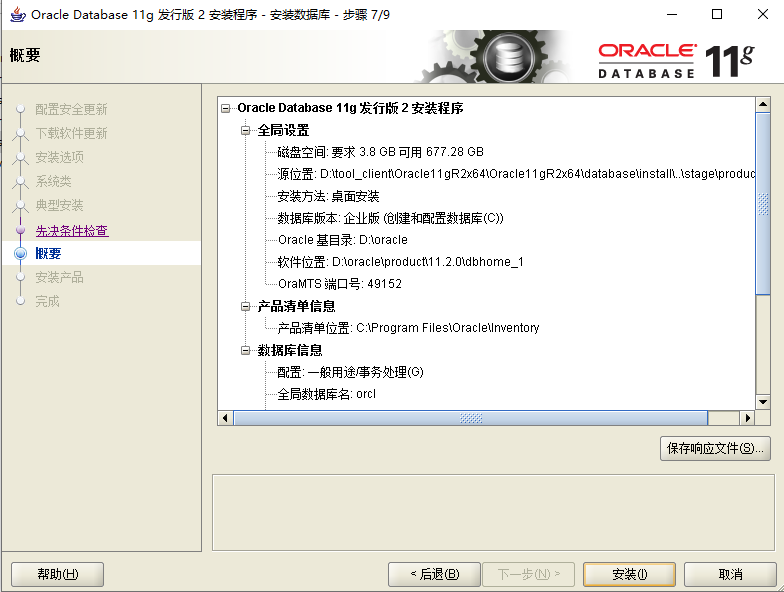 Oracle Database 11g 发行版 2 安装程序 - 安装数据库 - 步骤 7/9
概要
ORACLE
DATABASE
11g
配置安全更新
下载软件更新
安装选项
系统类
典型安装
先决条件检查
概要
安装产品
完成
Oracle Database 11g 发行版 2 安装程序
全局设置
磁盘空间: 要求 3.8 GB 可用 677.28 GB
源位置: D:\tool_client\Oracle11gR2x64\Oracle11gR2x64\database\install\..\stage\produc
安装方法: 桌面安装
数据库版本: 企业版 (创建和配置数据库(C))
Oracle 基目录: D:\oracle
软件位置: D:\oracle\product\11.2.0\dbhome_1
OraMTS 端口号: 49152
产品清单信息
产品清单位置: C:\Program Files\Oracle\Inventory
数据库信息
配置: 一般用途/事务处理(G)
全局数据库名: orcl
保存响应文件(S)...
帮助(H)
< 后退(B)
下一步(N) >
安装(I)
取消